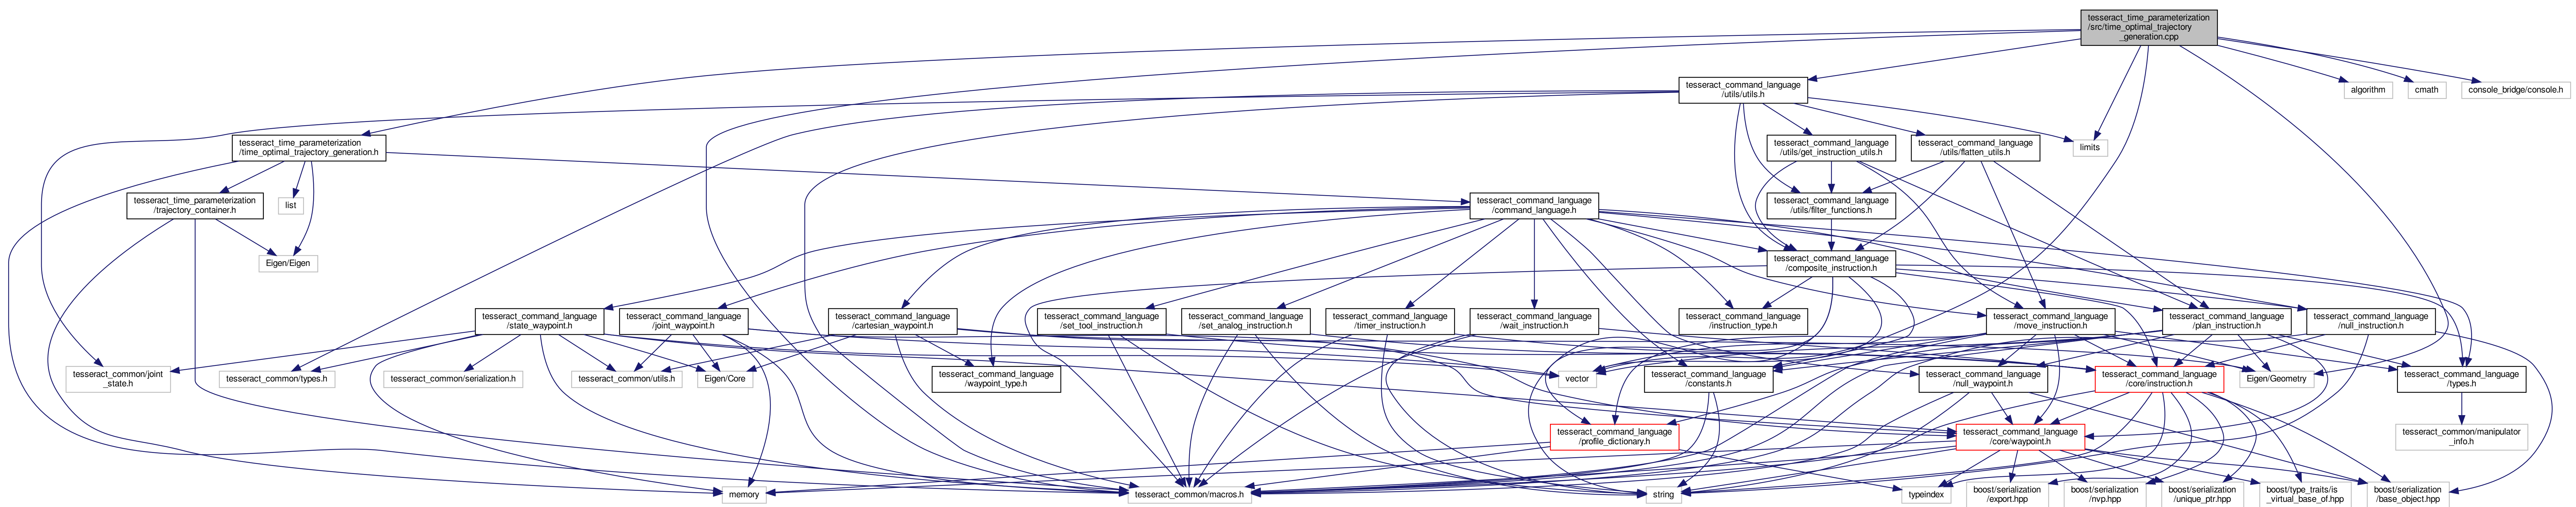 tesseract_time_parameterization
/src/time_optimal_trajectory
_generation.cpp
tesseract_command_language
/utils/utils.h
algorithm
cmath
console_bridge/console.h
tesseract_time_parameterization
/time_optimal_trajectory_generation.h
tesseract_command_language
/utils/get_instruction_utils.h
tesseract_command_language
/utils/flatten_utils.h
limits
tesseract_time_parameterization
/trajectory_container.h
list
tesseract_command_language
/command_language.h
tesseract_command_language
/utils/filter_functions.h
Eigen/Eigen
tesseract_command_language
/composite_instruction.h
tesseract_command_language
/state_waypoint.h
tesseract_command_language
/joint_waypoint.h
tesseract_command_language
/cartesian_waypoint.h
tesseract_command_language
/set_tool_instruction.h
tesseract_command_language
/set_analog_instruction.h
tesseract_command_language
/timer_instruction.h
tesseract_command_language
/wait_instruction.h
tesseract_command_language
/instruction_type.h
tesseract_command_language
/move_instruction.h
tesseract_command_language
/plan_instruction.h
tesseract_command_language
/null_instruction.h
tesseract_common/joint
_state.h
tesseract_common/types.h
tesseract_common/serialization.h
tesseract_common/utils.h
Eigen/Core
tesseract_command_language
/waypoint_type.h
vector
tesseract_command_language
/constants.h
tesseract_command_language
/null_waypoint.h
tesseract_command_language
/core/instruction.h
Eigen/Geometry
tesseract_command_language
/types.h
tesseract_command_language
/profile_dictionary.h
tesseract_command_language
/core/waypoint.h
tesseract_common/manipulator
_info.h
memory
tesseract_common/macros.h
string
typeindex
boost/serialization
/export.hpp
boost/serialization
/nvp.hpp
boost/serialization
/unique_ptr.hpp
boost/type_traits/is
_virtual_base_of.hpp
boost/serialization
/base_object.hpp